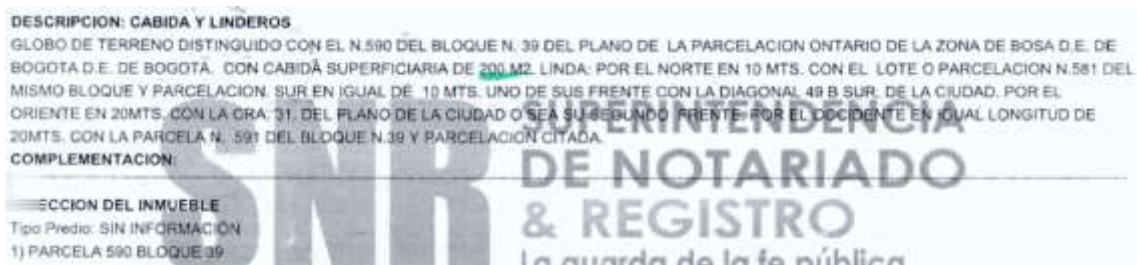 DESCRIPCION: CABIDA Y LINDEROS
GLOBO DE TERRENO DISTINGUIDO CON EL N.590 DEL BLOQUE N. 39 DEL PLANO DE LA PARCELACION ONTARIO DE LA ZONA DE BOSA D.E. DE
BOGOTA D.E. DE BOGOTA. CON CABIDA SUPERFICIARIA DE 200 M2. LINDA: POR EL NORTE EN 10 MTS. CON EL LOTE O PARCELACION N.581 DEL
MISMO BLOQUE Y PARCELACION. SUR EN IGUAL DE 10 MTS. UNO DE SUS FRENTE CON LA DIAGONAL 49 B SUR. DE LA CIUDAD. POR EL
ORIENTE EN 20MTS. CON LA CRA. 31. DEL PLANO DE LA CIUDAD O SEA SU SEGUNDO FRENTE; POR EL OCCIDENTE EN IGUAL LONGITUD DE
20MTS. CON LA PARCELA N. 591 DEL BLOQUE N.39 Y PARCELACION CITADA.
COMPLEMENTACION:
ECCION DEL INMUEBLE
Tipo Predio: SIN INFORMACION
1) PARCELA 590 BLOQUE 39
SNR
SUPERINTENDENCIA
DE NOTARIADO
& REGISTRO
La guarda de la fe pública